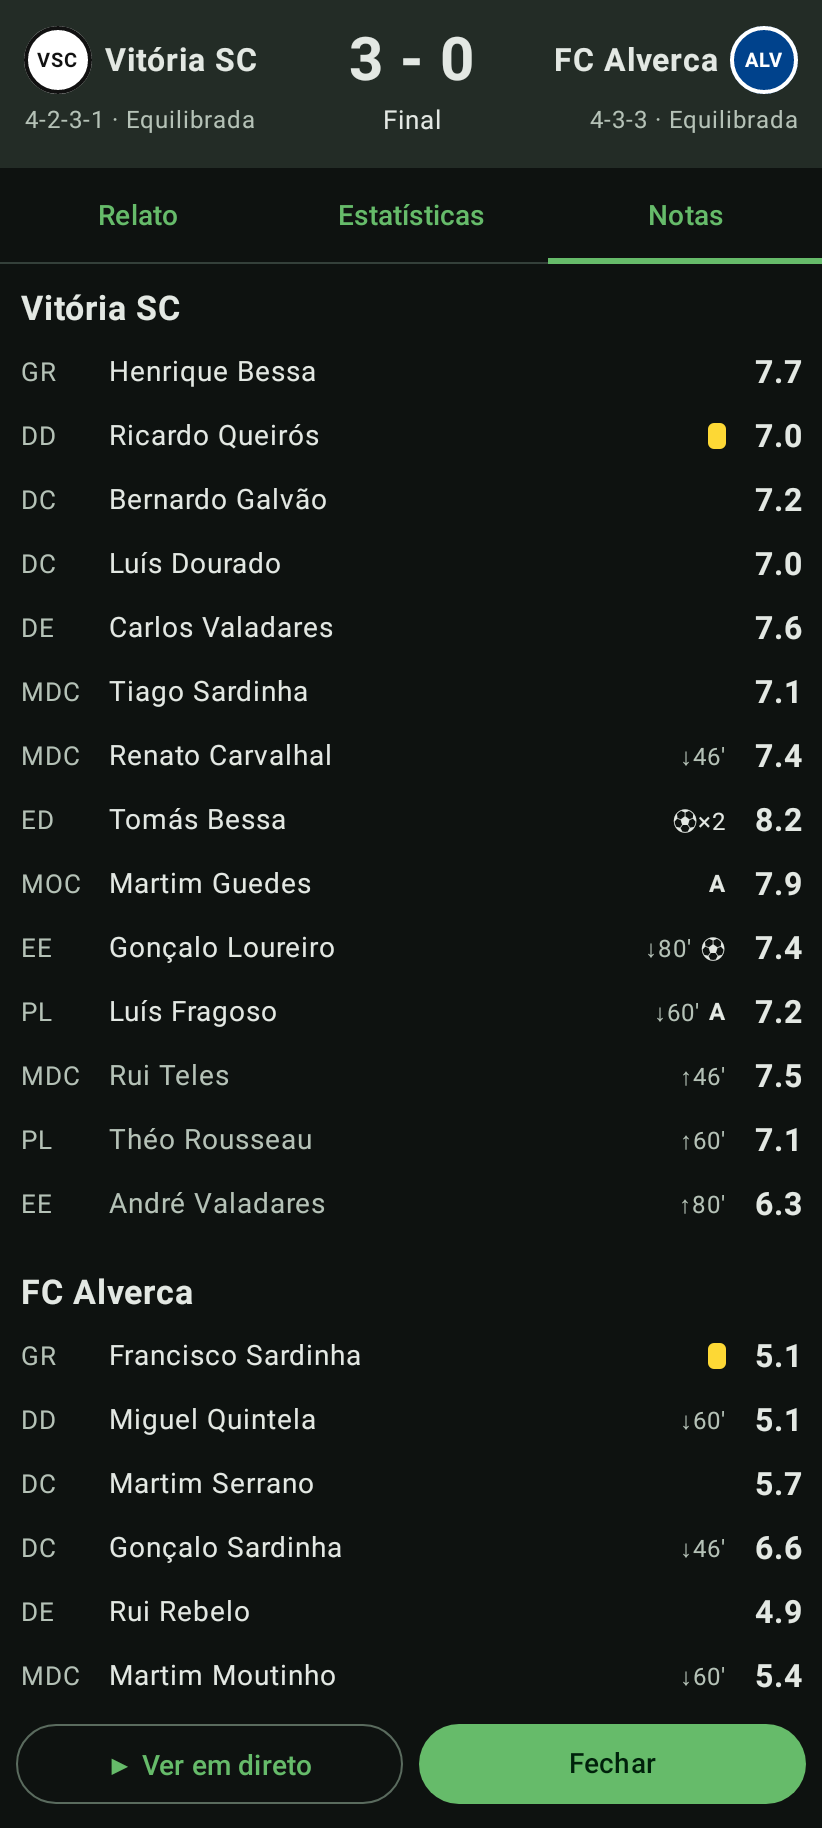 VSC Vitória SC 3 - 0 FC Alverca ALV
4-2-3-1 · Equilibrada Final 4-3-3 · Equilibrada
Relato Estatísticas Notas
Vitória SC
GR Henrique Bessa 7.7
DD Ricardo Queirós 7.0
DC Bernardo Galvão 7.2
DC Luís Dourado 7.0
DE Carlos Valadares 7.6
MDC Tiago Sardinha 7.1
MDC Renato Carvalhal ↓46' 7.4
ED Tomás Bessa ⚽×2 8.2
MOC Martim Guedes A 7.9
EE Gonçalo Loureiro ↓80' ⚽ 7.4
PL Luís Fragoso ↓60' A 7.2
MDC Rui Teles ↑46' 7.5
PL Théo Rousseau ↑60' 7.1
EE André Valadares ↑80' 6.3
FC Alverca
GR Francisco Sardinha 5.1
DD Miguel Quintela ↓60' 5.1
DC Martim Serrano 5.7
DC Gonçalo Sardinha ↓46' 6.6
DE Rui Rebelo 4.9
MDC Martim Moutinho ↓60' 5.4
► Ver em direto Fechar